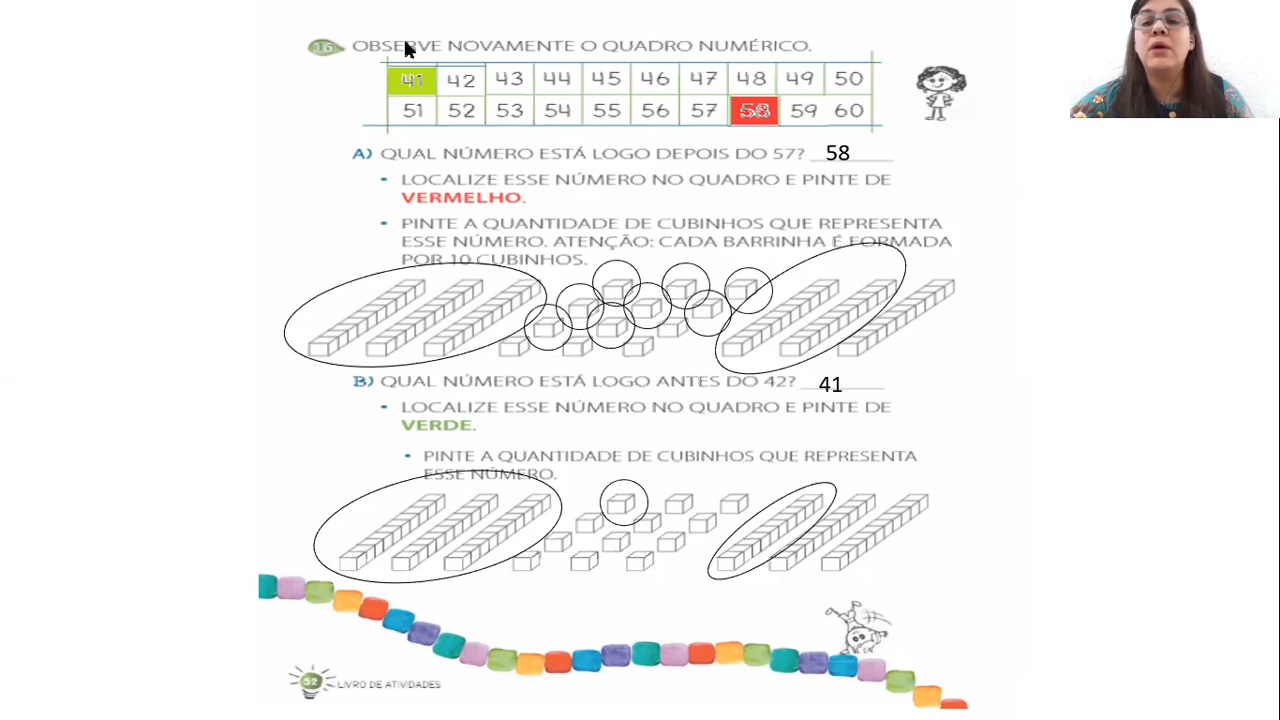 16 OBSERVE NOVAMENTE O QUADRO NUMÉRICO.
41 42 43 44 45 46 47 48 49 50
51 52 53 54 55 56 57 58 59 60
A) QUAL NÚMERO ESTÁ LOGO DEPOIS DO 57? 58
• LOCALIZE ESSE NÚMERO NO QUADRO E PINTE DE
VERMELHO.
• PINTE A QUANTIDADE DE CUBINHOS QUE REPRESENTA
ESSE NÚMERO. ATENÇÃO: CADA BARRINHA É FORMADA
POR 10 CUBINHOS.
B) QUAL NÚMERO ESTÁ LOGO ANTES DO 42? 41
• LOCALIZE ESSE NÚMERO NO QUADRO E PINTE DE
VERDE.
• PINTE A QUANTIDADE DE CUBINHOS QUE REPRESENTA
ESSE NÚMERO.
52 LIVRO DE ATIVIDADES